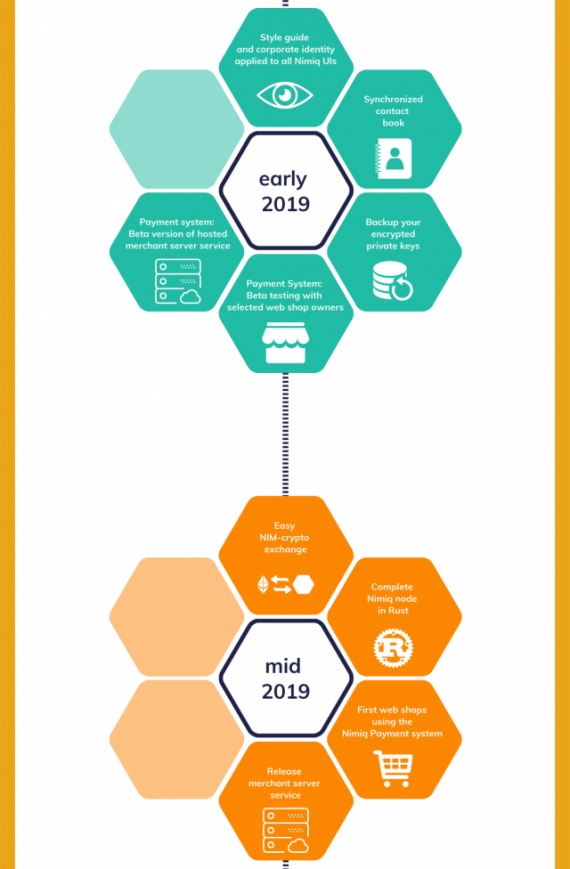 Style guide
and corporate identity
applied to all Nimiq UIs
Synchronized
contact
book
early
2019
Payment system:
Beta version of hosted
merchant server service
Backup your
encrypted
private keys
Payment System:
Beta testing with
selected web shop owners
Easy
NIM-crypto
exchange
Complete
Nimiq node
in Rust
R
mid
2019
First web shops
using the
Nimiq Payment system
Release
merchant server
service